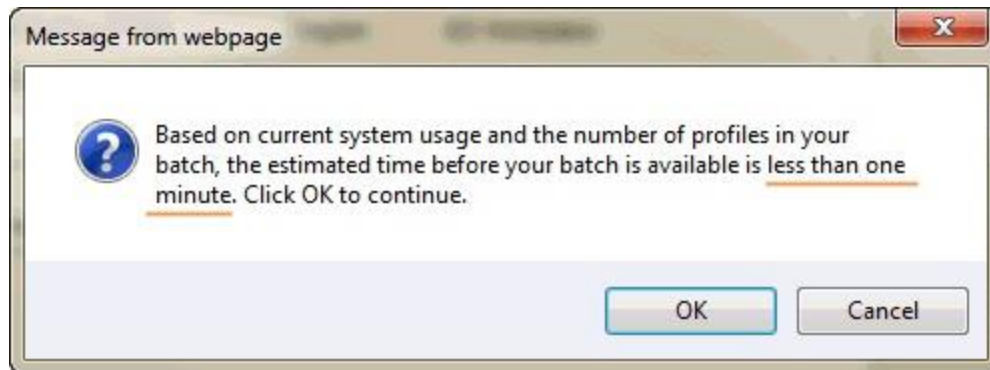 Message from webpage
Based on current system usage and the number of profiles in your
batch, the estimated time before your batch is available is less than one
minute. Click OK to continue.
OK
Cancel